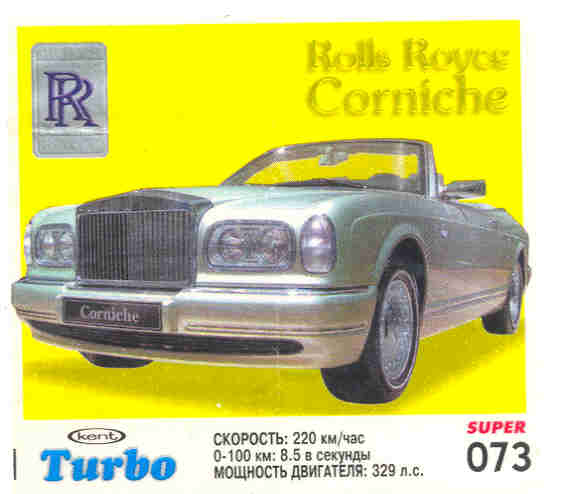 RR
Rolls Royce
Corniche
Corniche
kent
Turbo
СКОРОСТЬ: 220 км/час
0-100 км: 8.5 в секунды
МОЩНОСТЬ ДВИГАТЕЛЯ: 329 л.с.
SUPER
073